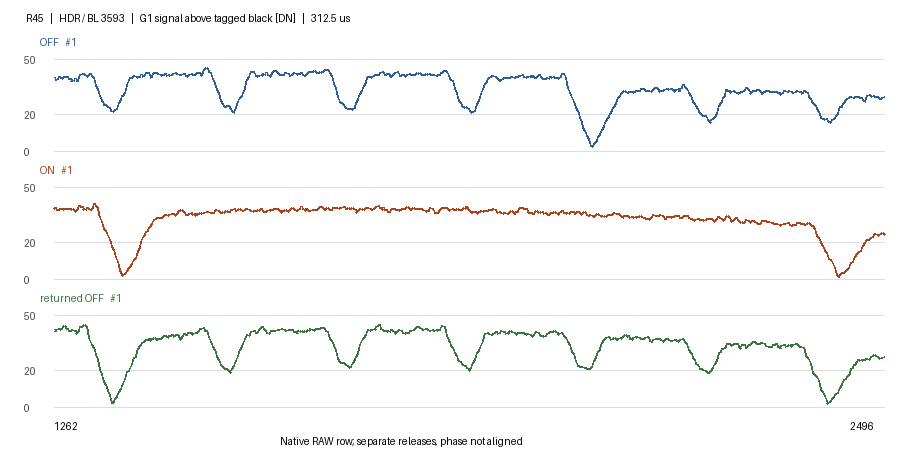 R45 | HDR / BL 3593 | G1 signal above tagged black [DN] | 312.5 us
OFF #1
50
20
0
ON #1
50
20
0
returned OFF #1
50
20
0
1262 2496
Native RAW row; separate releases, phase not aligned